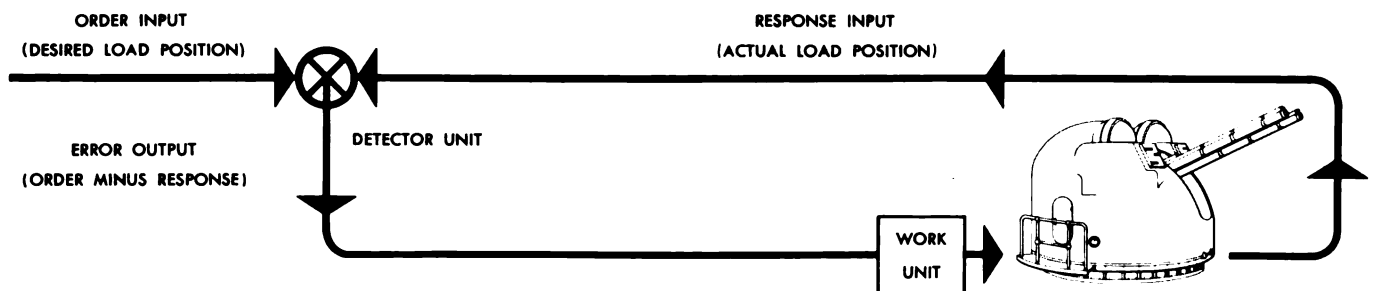 ORDER INPUT
(DESIRED LOAD POSITION)
RESPONSE INPUT
(ACTUAL LOAD POSITION)
DETECTOR UNIT
ERROR OUTPUT
(ORDER MINUS RESPONSE)
WORK
UNIT